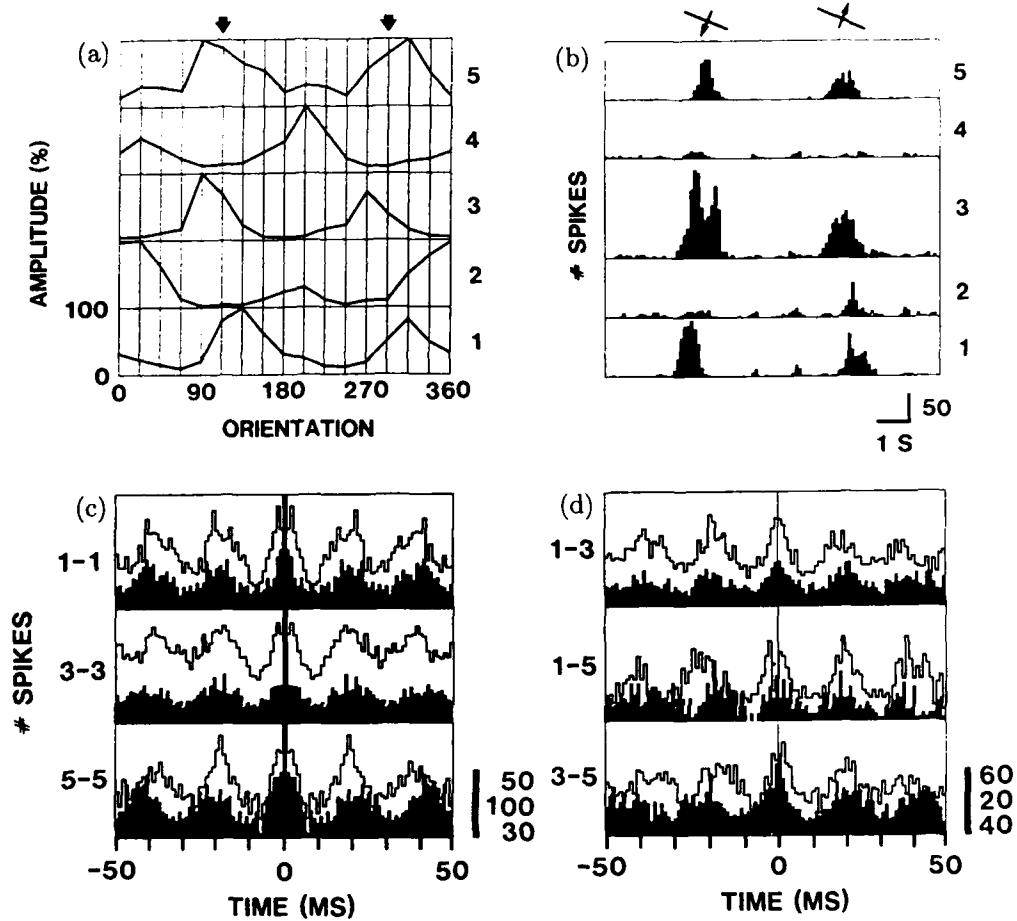 (a)
5
4
3
2
1
AMPLITUDE (%)
100
0
0 90 180 270 360
ORIENTATION
(b)
5
4
3
2
1
# SPIKES
50
1 S
(c)
1-1
3-3
5-5
# SPIKES
50
100
30
-50 0 50
TIME (MS)
(d)
1-3
1-5
3-5
60
20
40
-50 0 50
TIME (MS)